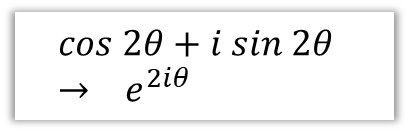 cos 2θ + i sin 2θ
→ e^{2iθ}